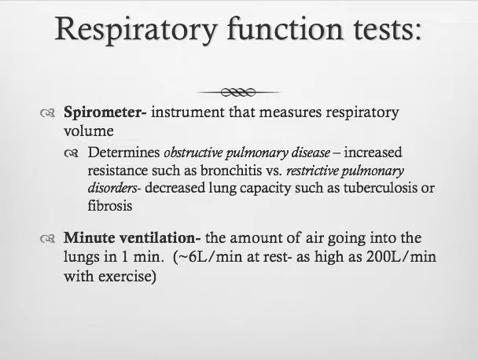 Respiratory function tests:
Spirometer- instrument that measures respiratory
volume
Determines obstructive pulmonary disease – increased
resistance such as bronchitis vs. restrictive pulmonary
disorders- decreased lung capacity such as tuberculosis or
fibrosis
Minute ventilation- the amount of air going into the
lungs in 1 min. (~6L/min at rest- as high as 200L/min
with exercise)